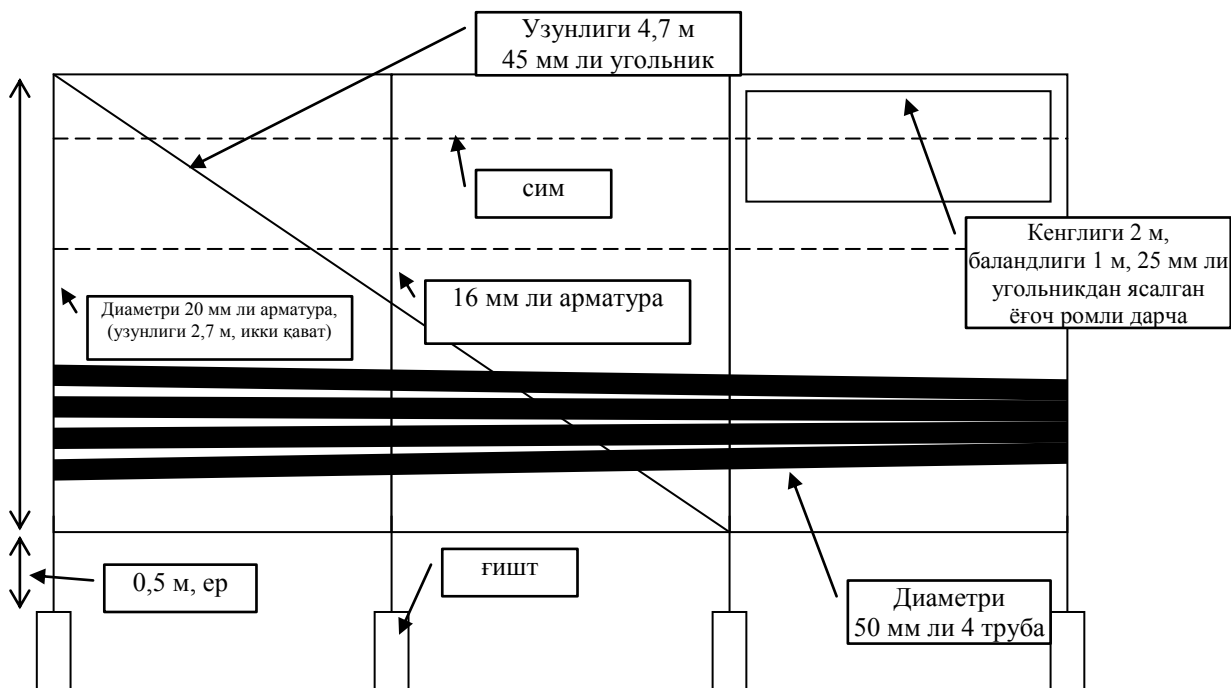 Узунлиги 4,7 м
45 мм ли угольник
сим
Кенглиги 2 м,
баландлиги 1 м, 25 мм ли
угольникдан ясалган
ёғоч ромли дарча
16 мм ли арматура
Диаметри 20 мм ли арматура,
(узунлиги 2,7 м, икки қават)
0,5 м, ер
ғишт
Диаметри
50 мм ли 4 труба